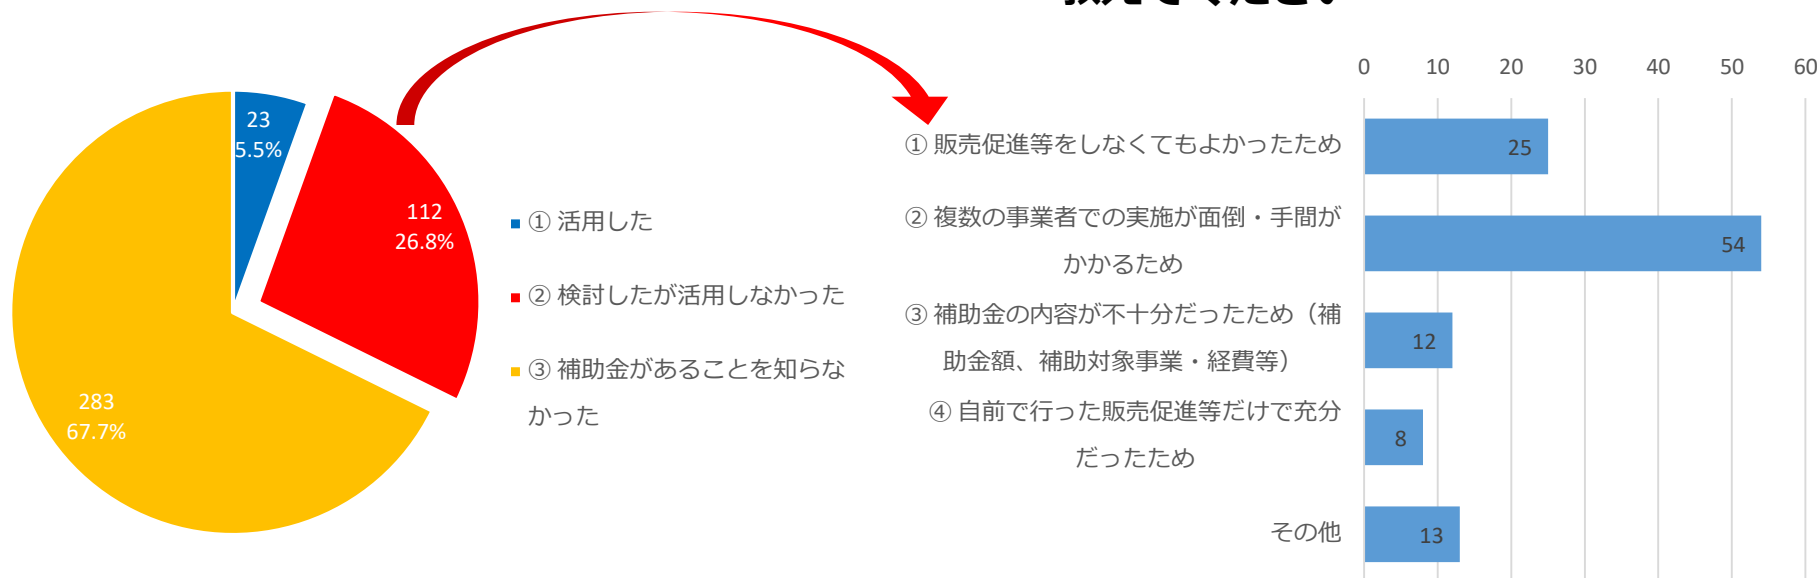 23
5.5%
112
26.8%
283
67.7%
① 活用した
② 検討したが活用しなかった
③ 補助金があることを知らな
かった
0 10 20 30 40 50 60
① 販売促進等をしなくてもよかったため
25
② 複数の事業者での実施が面倒・手間が
かかるため
54
③ 補助金の内容が不十分だったため（補
助金額、補助対象事業・経費等）
12
④ 自前で行った販売促進等だけで充分
だったため
8
その他
13